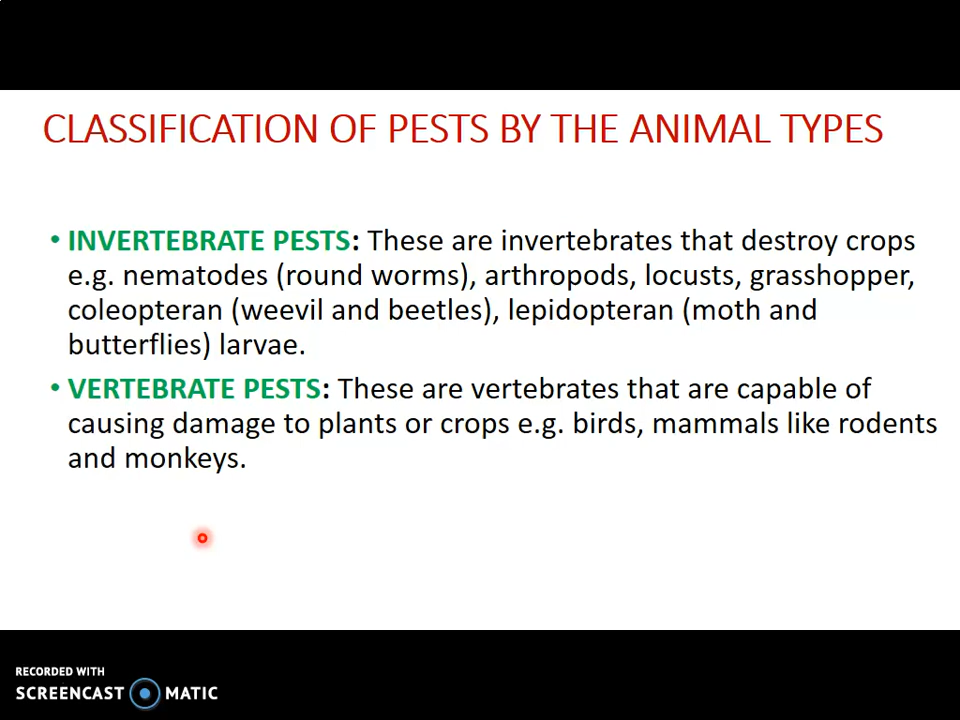 CLASSIFICATION OF PESTS BY THE ANIMAL TYPES
• INVERTEBRATE PESTS: These are invertebrates that destroy crops
e.g. nematodes (round worms), arthropods, locusts, grasshopper,
coleopteran (weevil and beetles), lepidopteran (moth and
butterflies) larvae.
• VERTEBRATE PESTS: These are vertebrates that are capable of
causing damage to plants or crops e.g. birds, mammals like rodents
and monkeys.
RECORDED WITH
SCREENCAST MATIC